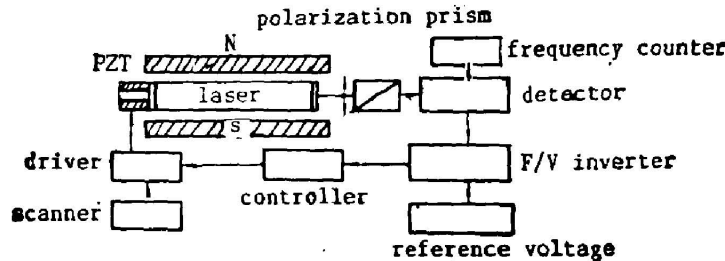 polarization prism
N
frequency counter
PZT
laser
detector
s
driver
F/V inverter
controller
scanner
reference voltage